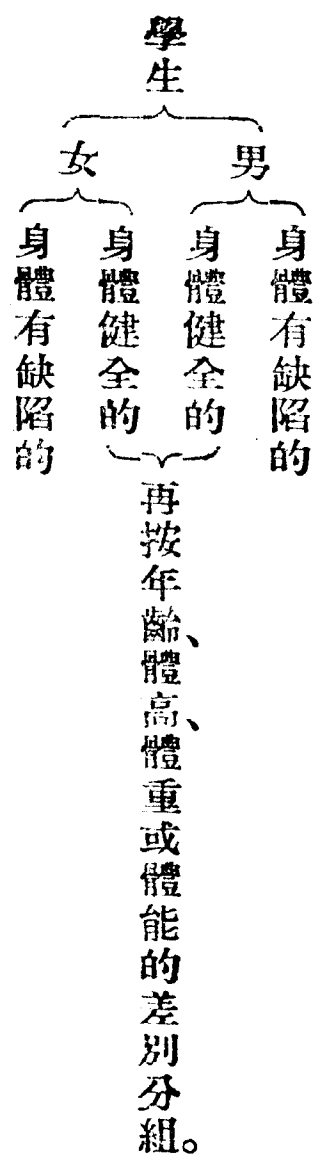 學生
男
女
身體有缺陷的
身體健全的
身體健全的
身體有缺陷的
再按年齡、體高、體重或體能的差別分組。